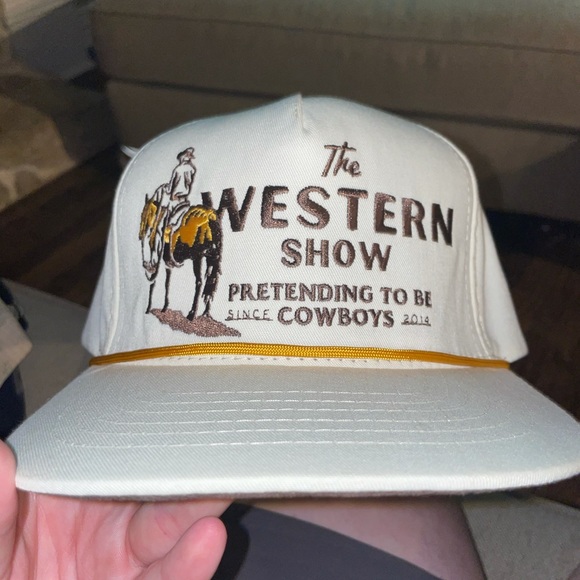 The
WESTERN
SHOW
PRETENDING TO BE
SINCE COWBOYS 2014